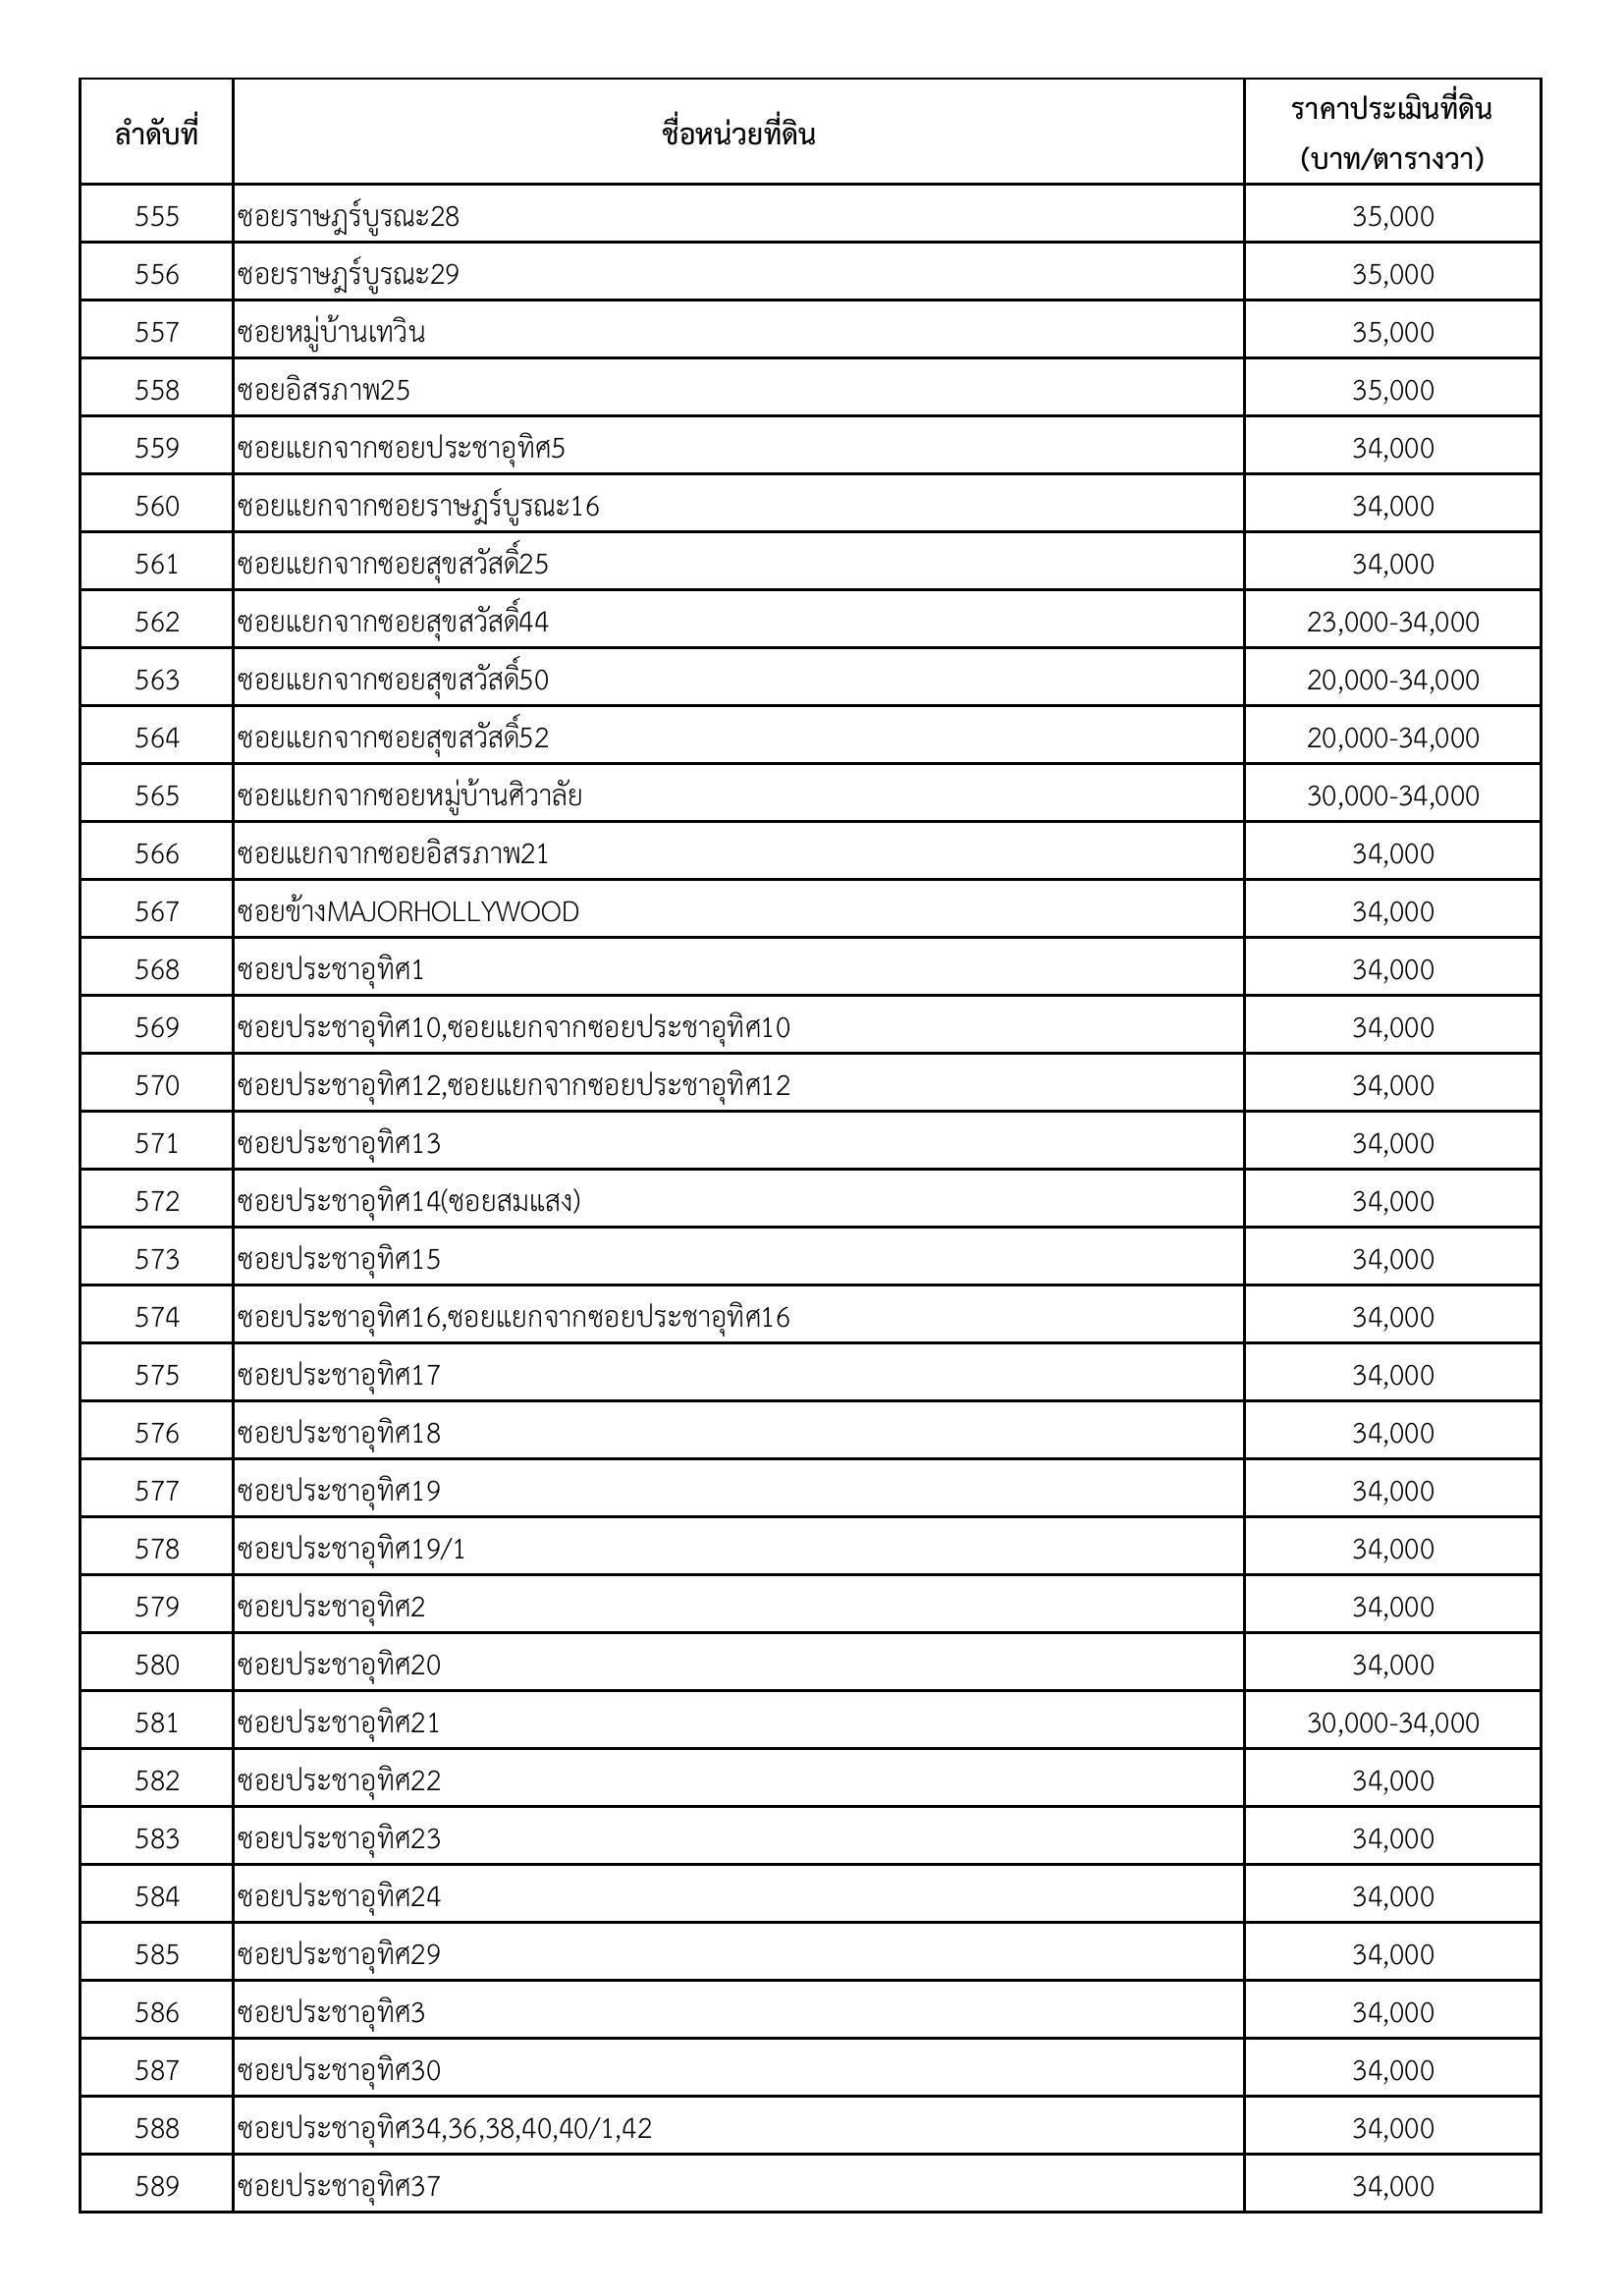 ลำดับที่ ชื่อหน่วยที่ดิน ราคาประเมินที่ดิน
(บาท/ตารางวา)
555 ซอยราษฎร์บูรณะ28 35,000
556 ซอยราษฎร์บูรณะ29 35,000
557 ซอยหมู่บ้านเทวิน 35,000
558 ซอยอิสรภาพ25 35,000
559 ซอยแยกจากซอยประชาอุทิศ5 34,000
560 ซอยแยกจากซอยราษฎร์บูรณะ16 34,000
561 ซอยแยกจากซอยสุขสวัสดิ์25 34,000
562 ซอยแยกจากซอยสุขสวัสดิ์44 23,000-34,000
563 ซอยแยกจากซอยสุขสวัสดิ์50 20,000-34,000
564 ซอยแยกจากซอยสุขสวัสดิ์52 20,000-34,000
565 ซอยแยกจากซอยหมู่บ้านศิวาลัย 30,000-34,000
566 ซอยแยกจากซอยอิสรภาพ21 34,000
567 ซอยข้างMAJORHOLLYWOOD 34,000
568 ซอยประชาอุทิศ1 34,000
569 ซอยประชาอุทิศ10,ซอยแยกจากซอยประชาอุทิศ10 34,000
570 ซอยประชาอุทิศ12,ซอยแยกจากซอยประชาอุทิศ12 34,000
571 ซอยประชาอุทิศ13 34,000
572 ซอยประชาอุทิศ14(ซอยสมแสง) 34,000
573 ซอยประชาอุทิศ15 34,000
574 ซอยประชาอุทิศ16,ซอยแยกจากซอยประชาอุทิศ16 34,000
575 ซอยประชาอุทิศ17 34,000
576 ซอยประชาอุทิศ18 34,000
577 ซอยประชาอุทิศ19 34,000
578 ซอยประชาอุทิศ19/1 34,000
579 ซอยประชาอุทิศ2 34,000
580 ซอยประชาอุทิศ20 34,000
581 ซอยประชาอุทิศ21 30,000-34,000
582 ซอยประชาอุทิศ22 34,000
583 ซอยประชาอุทิศ23 34,000
584 ซอยประชาอุทิศ24 34,000
585 ซอยประชาอุทิศ29 34,000
586 ซอยประชาอุทิศ3 34,000
587 ซอยประชาอุทิศ30 34,000
588 ซอยประชาอุทิศ34,36,38,40,40/1,42 34,000
589 ซอยประชาอุทิศ37 34,000